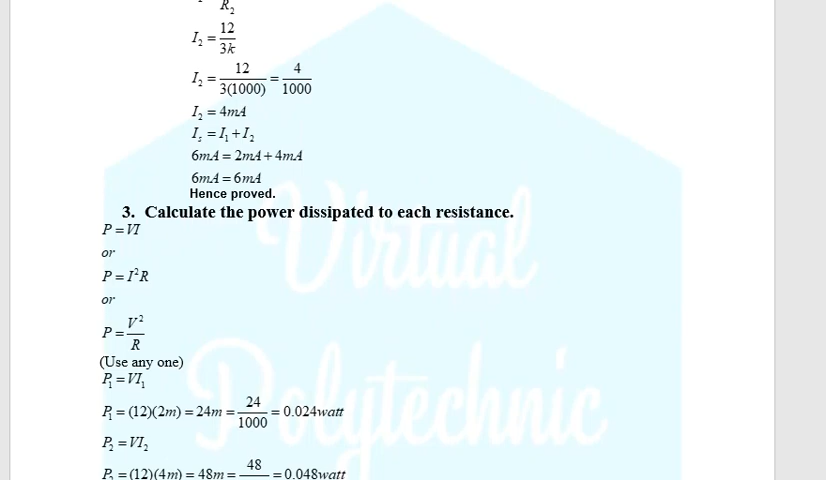 R₂
I₂ = 12/3k
I₂ = 12/3(1000) = 4/1000
I₂ = 4mA
Iₛ = I₁ + I₂
6mA = 2mA + 4mA
6mA = 6mA
Hence proved.
3. Calculate the power dissipated to each resistance.
P = VI
or
P = I²R
or
P = V²/R
(Use any one)
P₁ = VI₁
P₁ = (12)(2m) = 24m = 24/1000 = 0.024watt
P₂ = VI₂
P₂ = (12)(4m) = 48m = 48 = 0.048watt
Virtual
Polytechnic